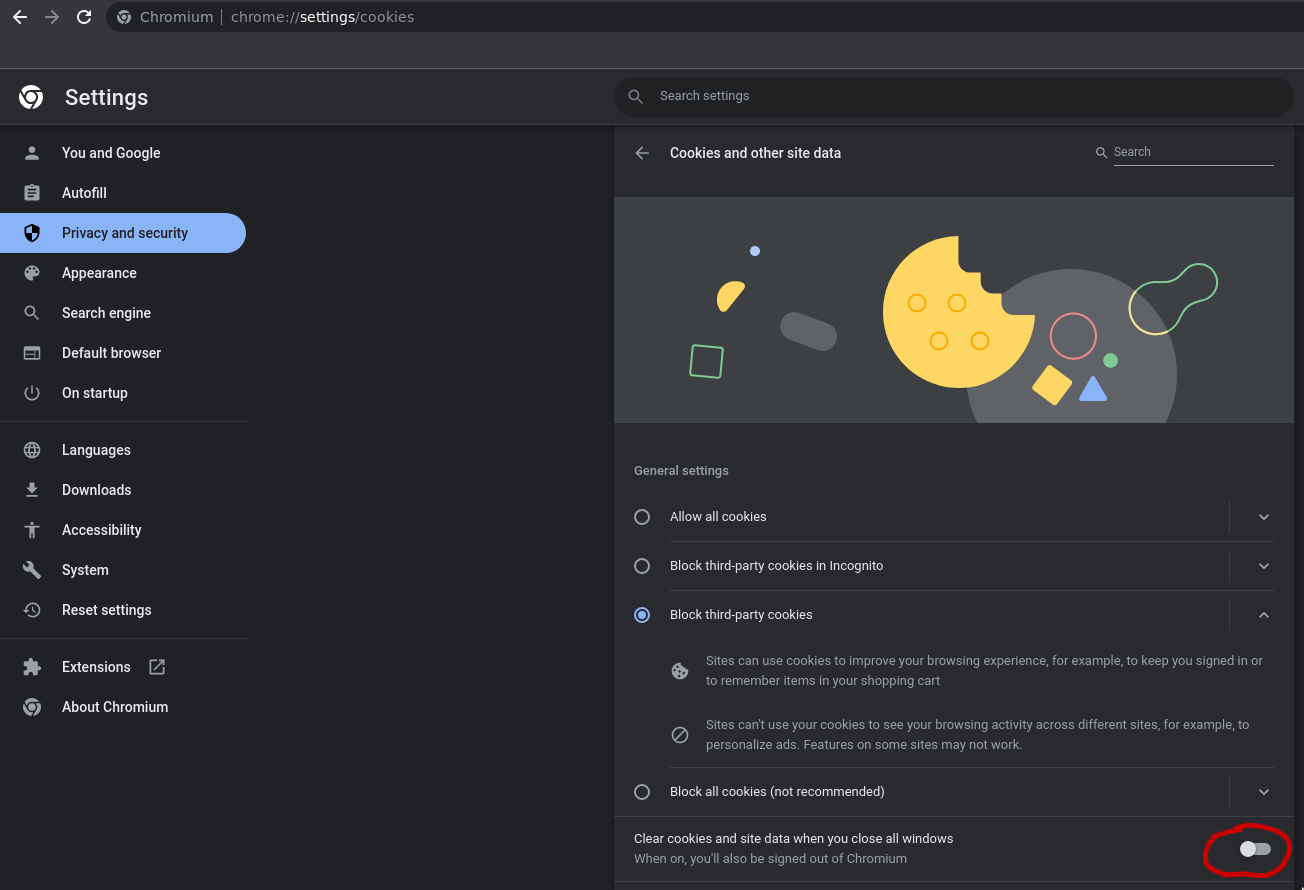 Chromium | chrome://settings/cookies
Settings
Search settings
You and Google
Autofill
Privacy and security
Appearance
Search engine
Default browser
On startup
Languages
Downloads
Accessibility
System
Reset settings
Extensions
About Chromium
Cookies and other site data
Search
General settings
Allow all cookies
Block third-party cookies in Incognito
Block third-party cookies
Sites can use cookies to improve your browsing experience, for example, to keep you signed in or
to remember items in your shopping cart
Sites can't use your cookies to see your browsing activity across different sites, for example, to
personalize ads. Features on some sites may not work.
Block all cookies (not recommended)
Clear cookies and site data when you close all windows
When on, you'll also be signed out of Chromium